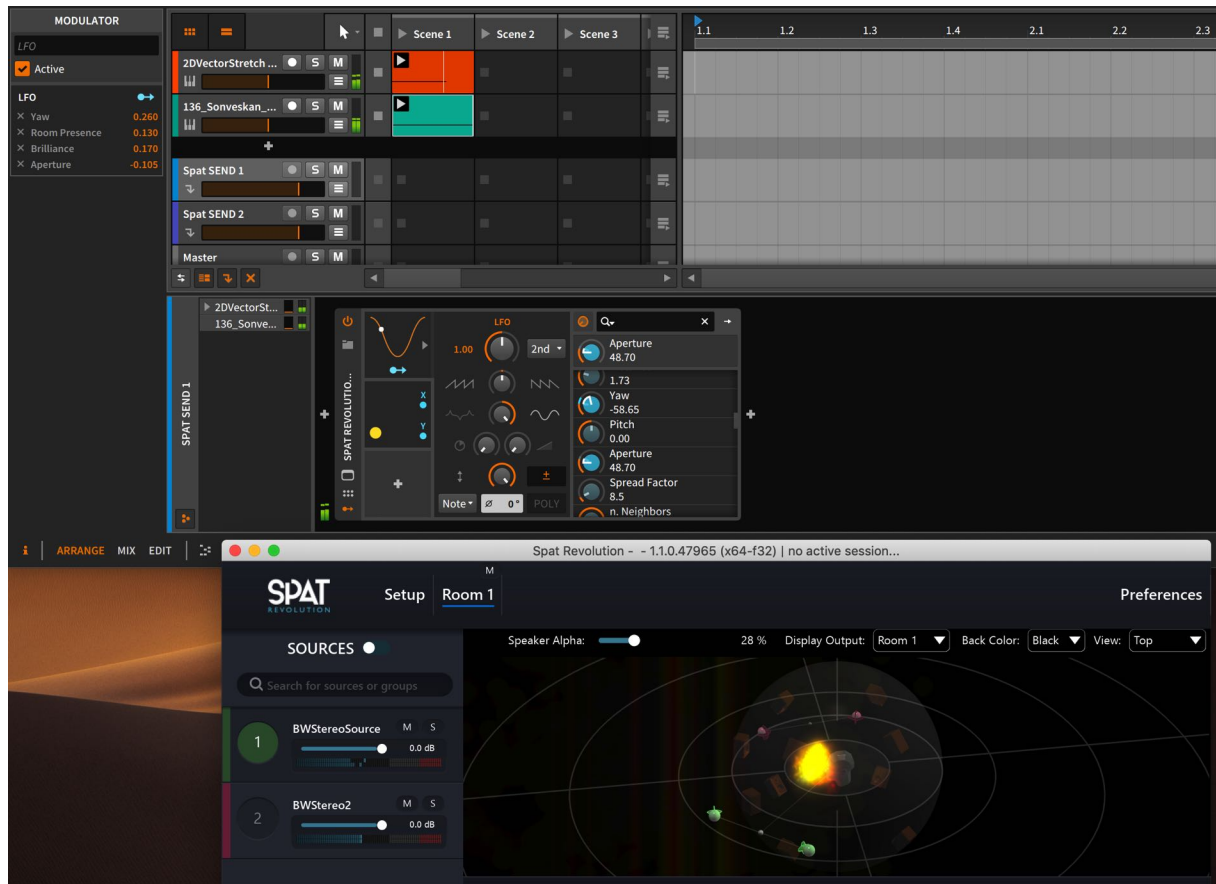 MODULATOR
LFO
Active
LFO
Yaw 0.260
Room Presence 0.130
Brilliance 0.170
Aperture -0.105
Scene 1
Scene 2
Scene 3
1.1 1.2 1.3 1.4 2.1 2.2 2.3
2DVectorStretch ... S M
136_Sonveskan_... S M
Spat SEND 1 S M
Spat SEND 2 S M
Master S M
SPAT SEND 1
2DVectorSt...
136_Sonve...
SPAT REVOLUTIO...
X
Y
LFO
1.00 2nd
Note 0° POLY
Aperture
48.70
1.73
Yaw
-58.65
Pitch
0.00
Aperture
48.70
Spread Factor
8.5
n. Neighbors
i ARRANGE MIX EDIT
Spat Revolution - - 1.1.0.47965 (x64-f32) | no active session...
SPAT
REVOLUTION
Setup
M
Room 1
Preferences
SOURCES
Speaker Alpha: 28 % Display Output: Room 1 Back Color: Black View: Top
Search for sources or groups
1 BWStereoSource M S
0.0 dB
2 BWStereo2 M S
0.0 dB